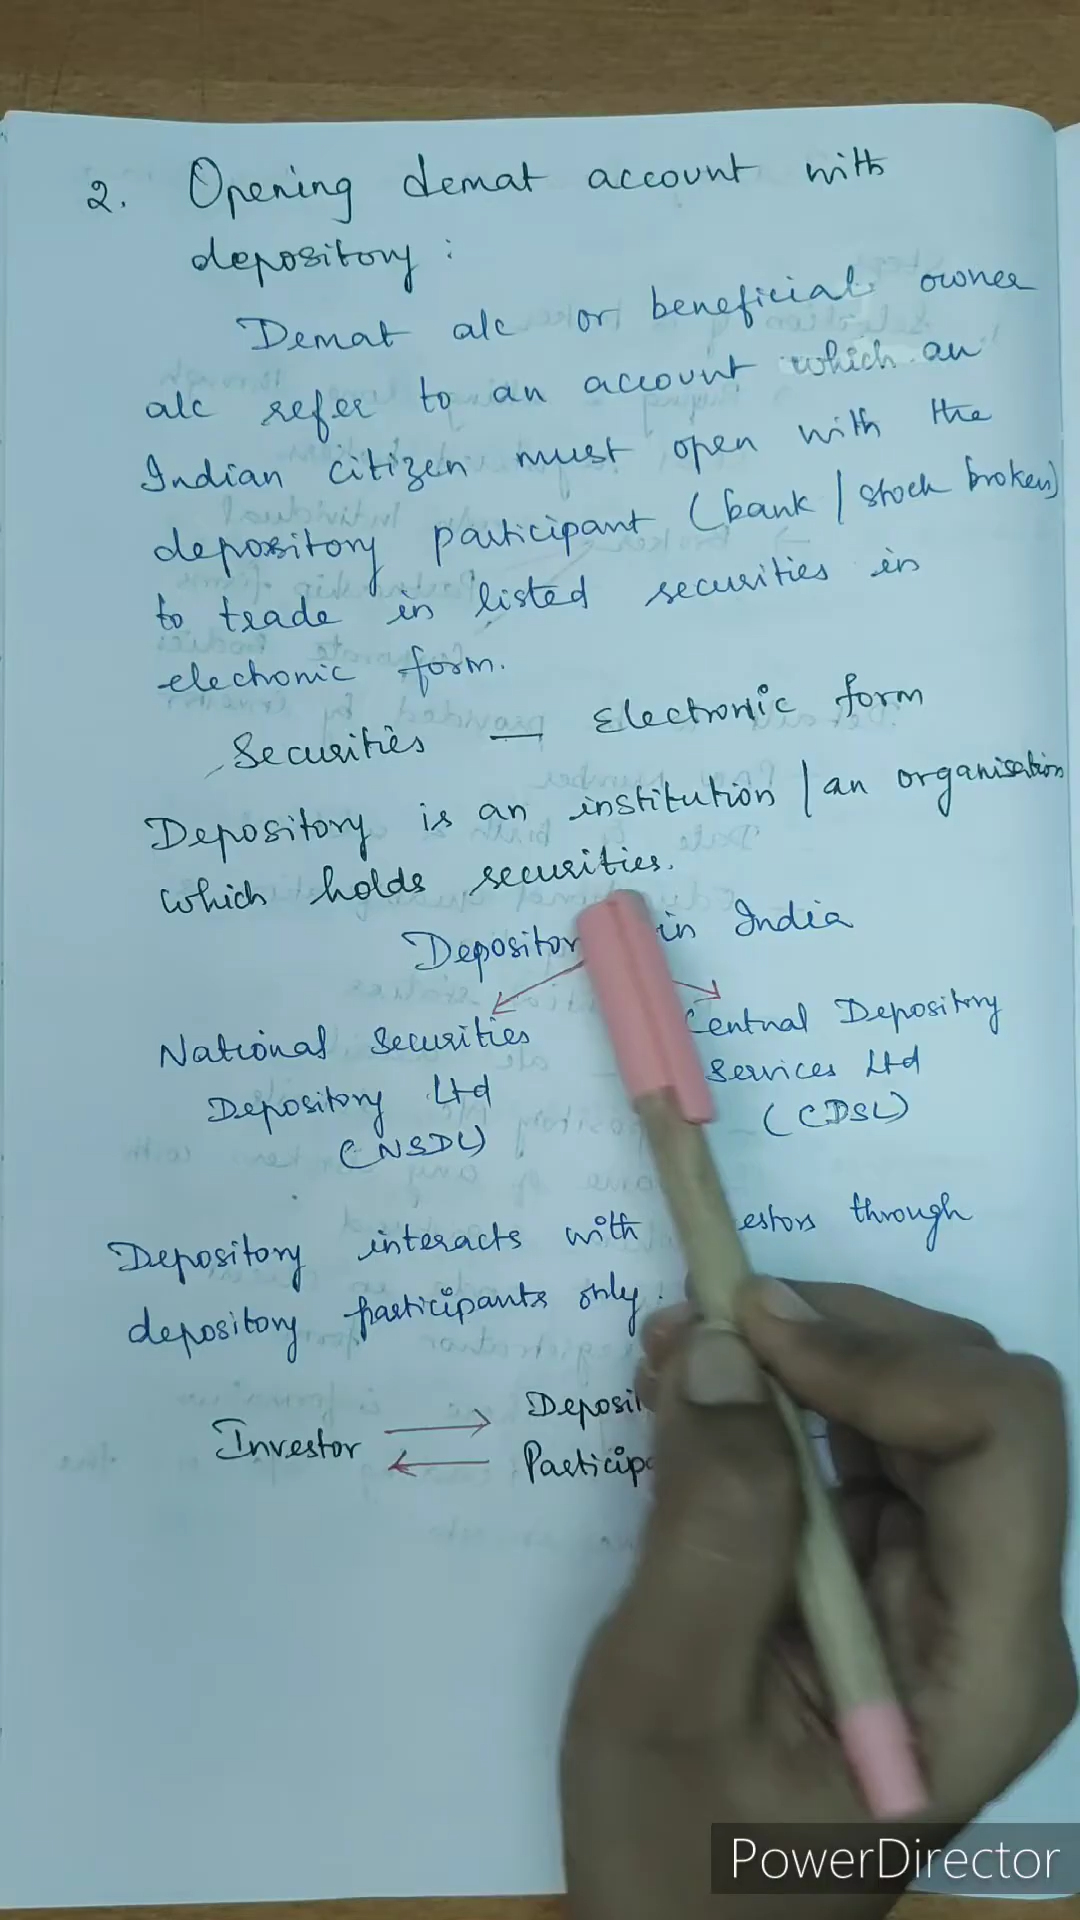 2. Opening demat account with
depository :
Demat a/c or beneficial owner
a/c refer to an account which an
Indian citizen must open with the
depository participant (bank / stock broker)
to trade in listed securities in
electronic form.
Securities — Electronic form
Depository is an institution / an organisation
which holds securities.
Depositor in India
National Securities
Depository Ltd
(NSDL)
Central Depository
Services Ltd
(CDSL)
Depository interacts with estors through
depository participants only.
Investor
Deposit
Particip
PowerDirector